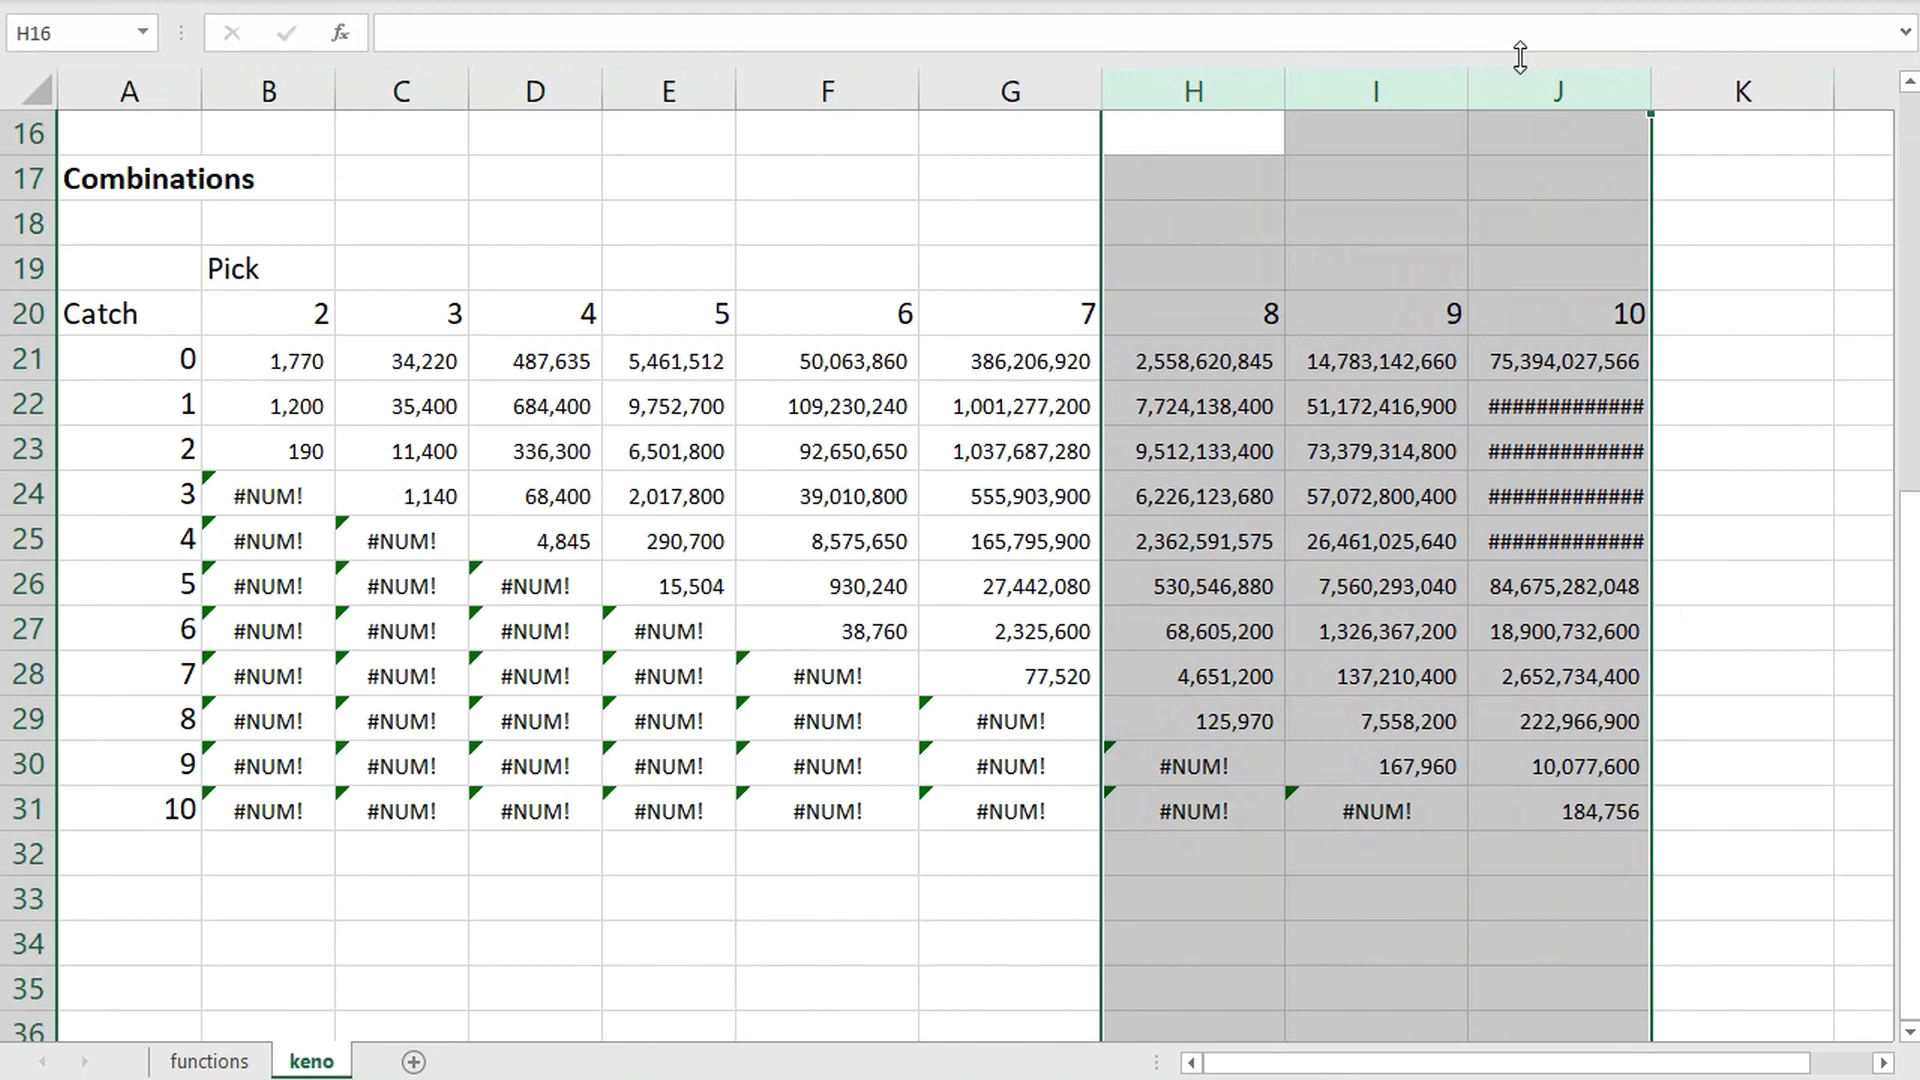 H16 fx
A B C D E F G H I J K
16
17 Combinations
18
19 Pick
20 Catch 2 3 4 5 6 7 8 9 10
21 0 1,770 34,220 487,635 5,461,512 50,063,860 386,206,920 2,558,620,845 14,783,142,660 75,394,027,566
22 1 1,200 35,400 684,400 9,752,700 109,230,240 1,001,277,200 7,724,138,400 51,172,416,900 #############
23 2 190 11,400 336,300 6,501,800 92,650,650 1,037,687,280 9,512,133,400 73,379,314,800 #############
24 3 #NUM! 1,140 68,400 2,017,800 39,010,800 555,903,900 6,226,123,680 57,072,800,400 #############
25 4 #NUM! #NUM! 4,845 290,700 8,575,650 165,795,900 2,362,591,575 26,461,025,640 #############
26 5 #NUM! #NUM! #NUM! 15,504 930,240 27,442,080 530,546,880 7,560,293,040 84,675,282,048
27 6 #NUM! #NUM! #NUM! #NUM! 38,760 2,325,600 68,605,200 1,326,367,200 18,900,732,600
28 7 #NUM! #NUM! #NUM! #NUM! #NUM! 77,520 4,651,200 137,210,400 2,652,734,400
29 8 #NUM! #NUM! #NUM! #NUM! #NUM! #NUM! 125,970 7,558,200 222,966,900
30 9 #NUM! #NUM! #NUM! #NUM! #NUM! #NUM! #NUM! 167,960 10,077,600
31 10 #NUM! #NUM! #NUM! #NUM! #NUM! #NUM! #NUM! #NUM! 184,756
32
33
34
35
36
functions keno